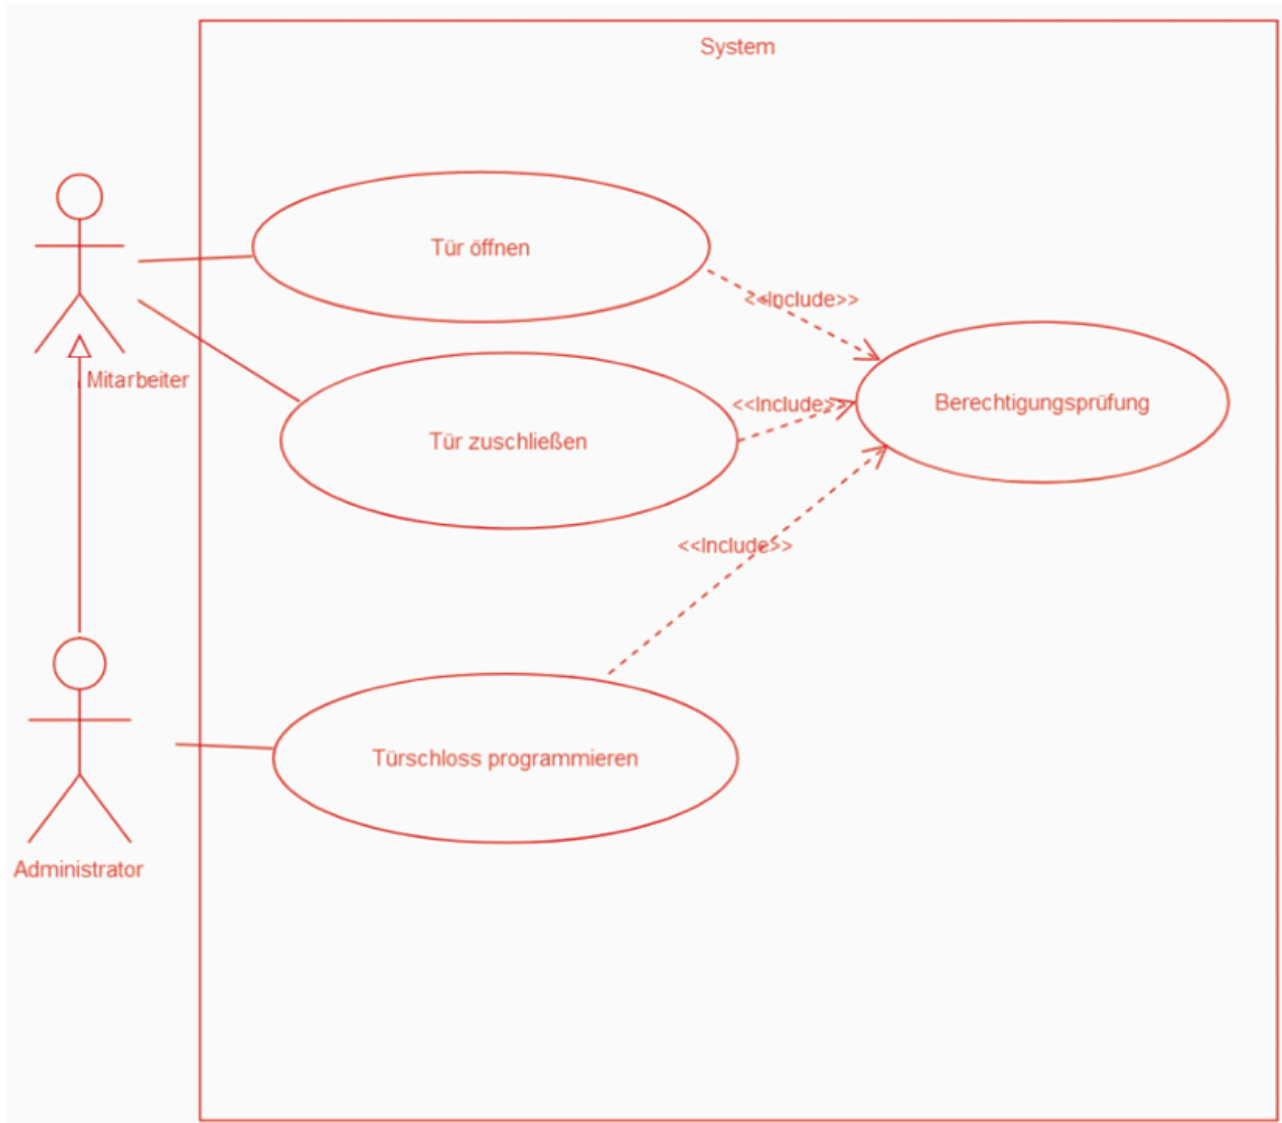 System
Tür öffnen
<<Include>>
Mitarbeiter
<<Include>>
Berechtigungsprüfung
Tür zuschließen
<<Include>>
Türschloss programmieren
Administrator